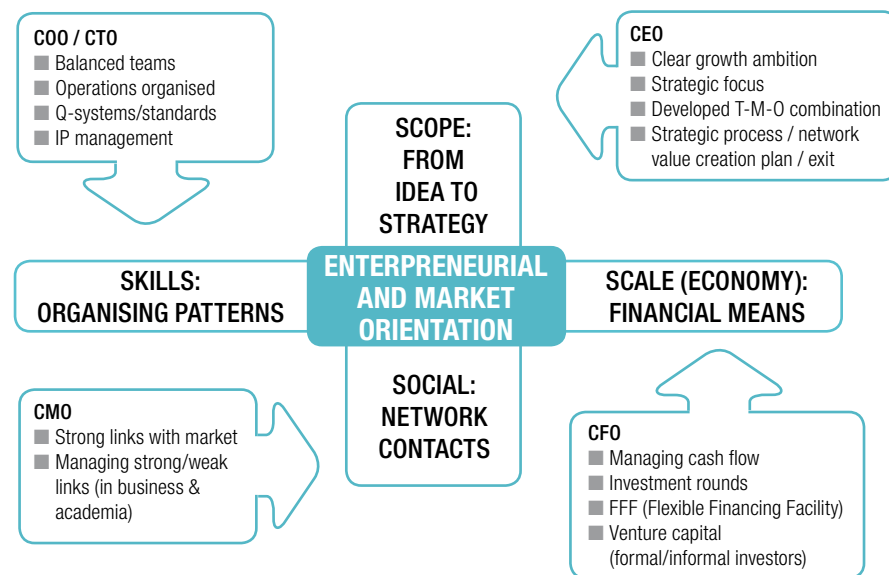 COO / CTO
Balanced teams
Operations organised
Q-systems/standards
IP management
CEO
Clear growth ambition
Strategic focus
Developed T-M-O combination
Strategic process / network
value creation plan / exit
SCOPE:
FROM
IDEA TO
STRATEGY
SKILLS:
ORGANISING PATTERNS
ENTERPRENEURIAL
AND MARKET
ORIENTATION
SCALE (ECONOMY):
FINANCIAL MEANS
SOCIAL:
NETWORK
CONTACTS
CMO
Strong links with market
Managing strong/weak
links (in business &
academia)
CFO
Managing cash flow
Investment rounds
FFF (Flexible Financing Facility)
Venture capital
(formal/informal investors)